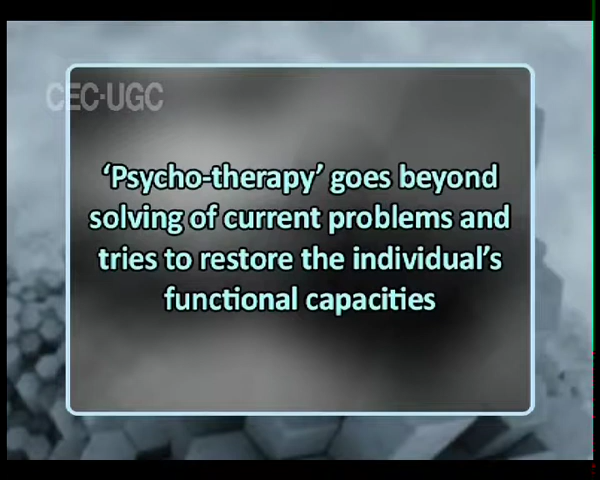 CEC-UGC
‘Psycho-therapy’ goes beyond
solving of current problems and
tries to restore the individual’s
functional capacities